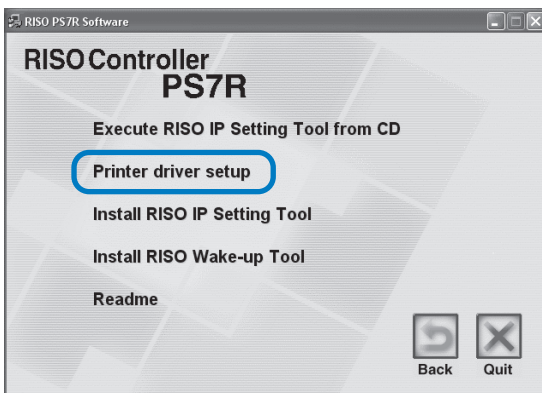 RISO PS7R Software
RISO Controller
PS7R
Execute RISO IP Setting Tool from CD
Printer driver setup
Install RISO IP Setting Tool
Install RISO Wake-up Tool
Readme
Back Quit